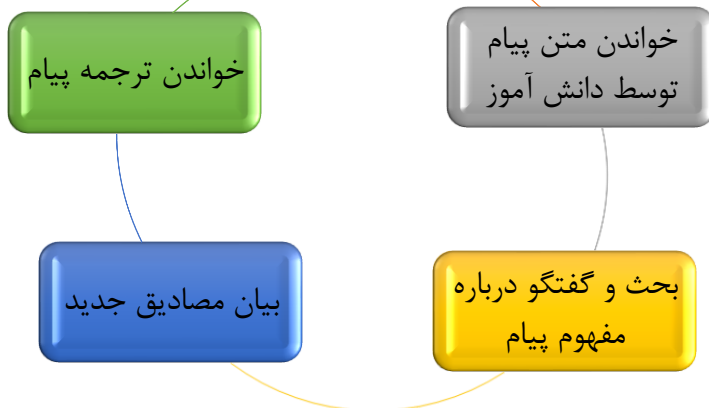 خواندن متن پیام
توسط دانش آموز
خواندن ترجمه پیام
بحث و گفتگو درباره
مفهوم پیام
بیان مصادیق جدید